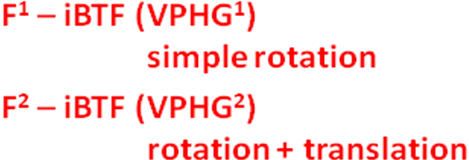 F¹ – iBTF (VPHG¹)
simple rotation
F² – iBTF (VPHG²)
rotation + translation